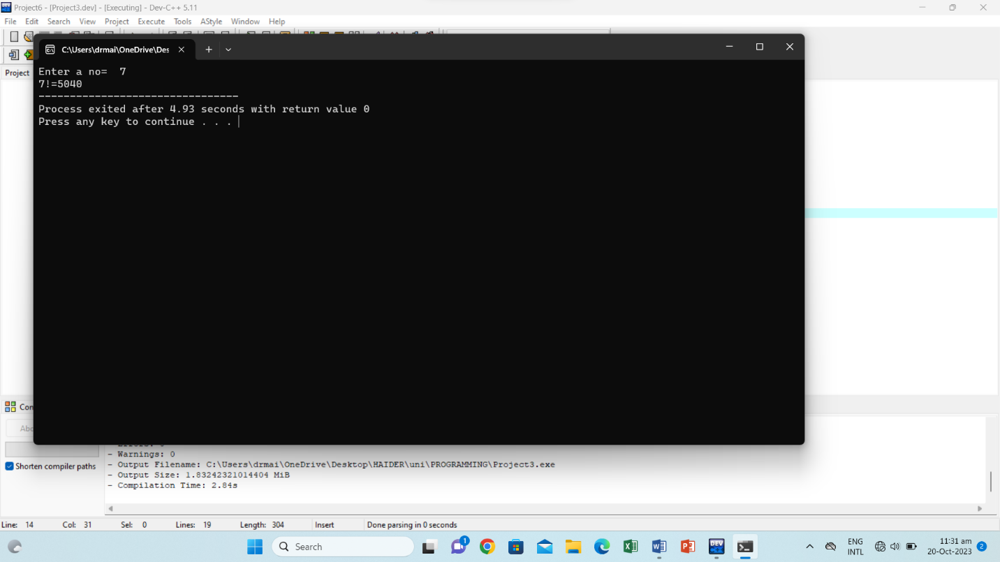 Project6 - [Project3.dev] - [Executing] - Dev-C++ 5.11
File Edit Search View Project Execute Tools AStyle Window Help
C:\Users\drmai\OneDrive\Des
Project
Enter a no=  7
7!=5040
--------------------------------
Process exited after 4.93 seconds with return value 0
Press any key to continue . . .
Shorten compiler paths
- Warnings: 0
- Output Filename: C:\Users\drmai\OneDrive\Desktop\HAIDER\uni\PROGRAMMING\Project3.exe
- Output Size: 1.83242321014404 MiB
- Compilation Time: 2.84s
Line: 14 Col: 31 Sel: 0 Lines: 19 Length: 304 Insert Done parsing in 0 seconds
Search
1
DEV
ENG
INTL
11:31 am
20-Oct-2023
2